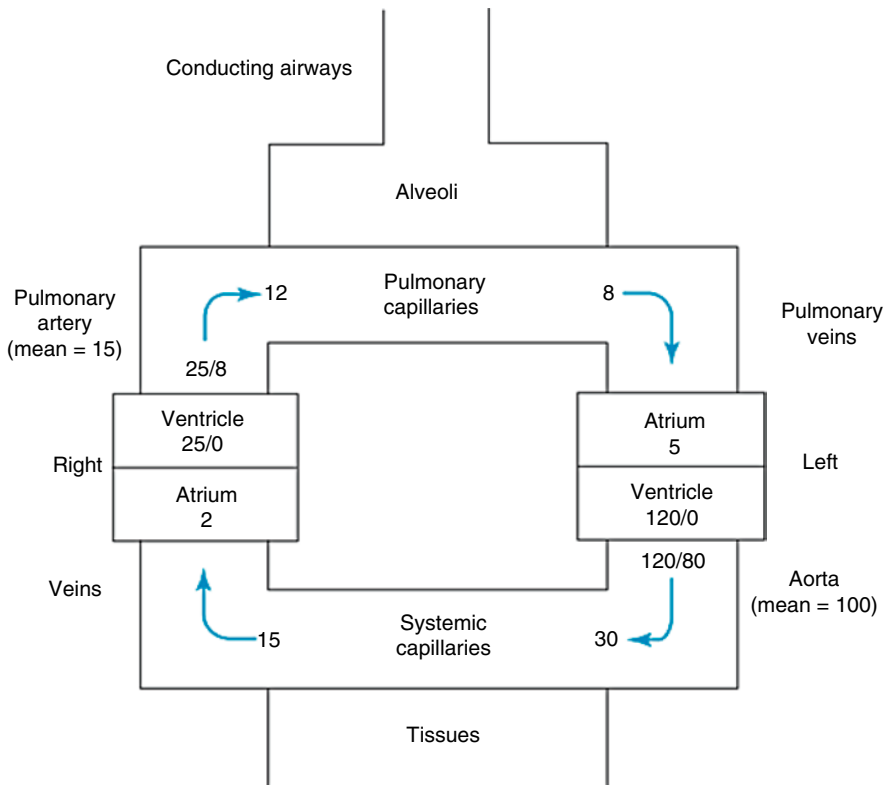 Conducting airways
Alveoli
Pulmonary
artery
(mean = 15)
12
Pulmonary
capillaries
8
Pulmonary
veins
25/8
Ventricle
25/0
Right
Atrium
2
Atrium
5
Left
Ventricle
120/0
Veins
120/80
Aorta
(mean = 100)
15
Systemic
capillaries
30
Tissues